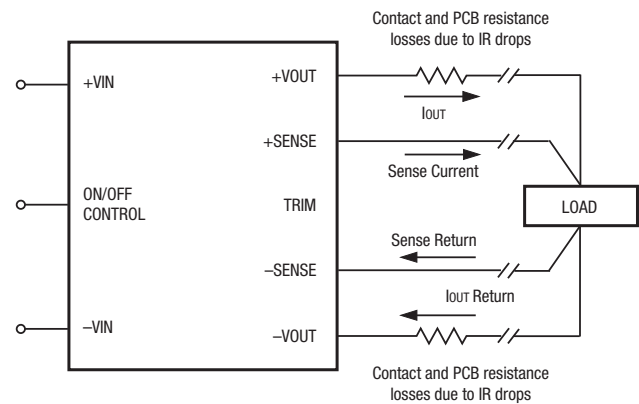 Contact and PCB resistance
losses due to IR drops
+VIN
+VOUT
IOUT
+SENSE
Sense Current
ON/OFF
CONTROL
TRIM
LOAD
Sense Return
–SENSE
IOUT Return
–VIN
–VOUT
Contact and PCB resistance
losses due to IR drops